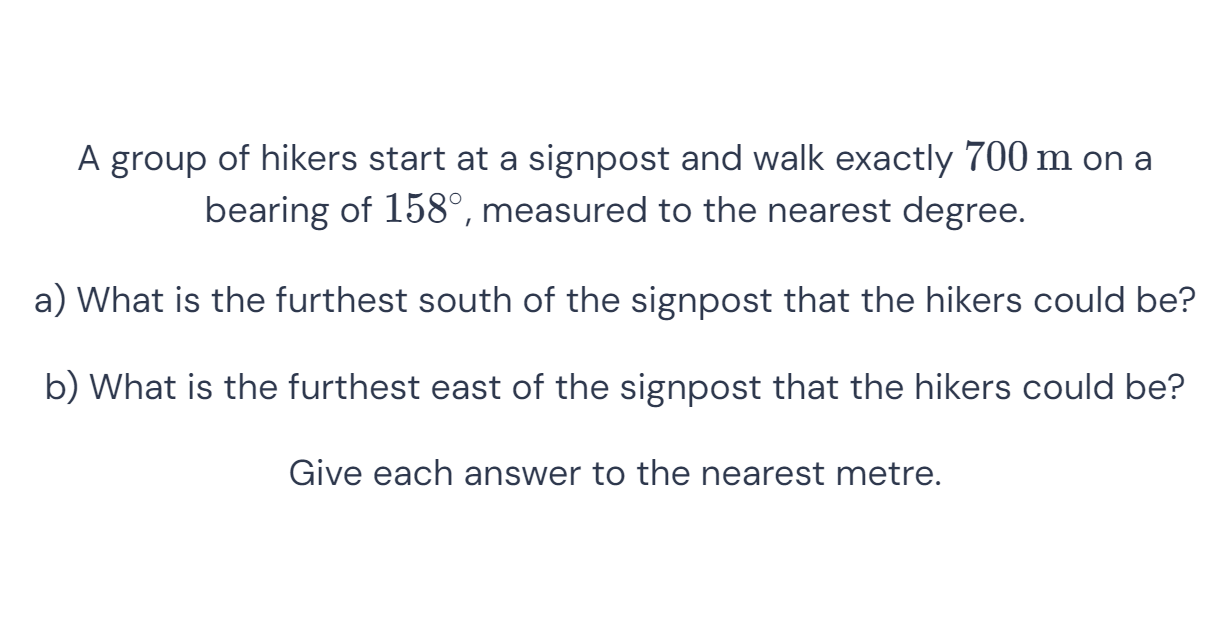 A group of hikers start at a signpost and walk exactly 700 m on a
bearing of 158°, measured to the nearest degree.
a) What is the furthest south of the signpost that the hikers could be?
b) What is the furthest east of the signpost that the hikers could be?
Give each answer to the nearest metre.